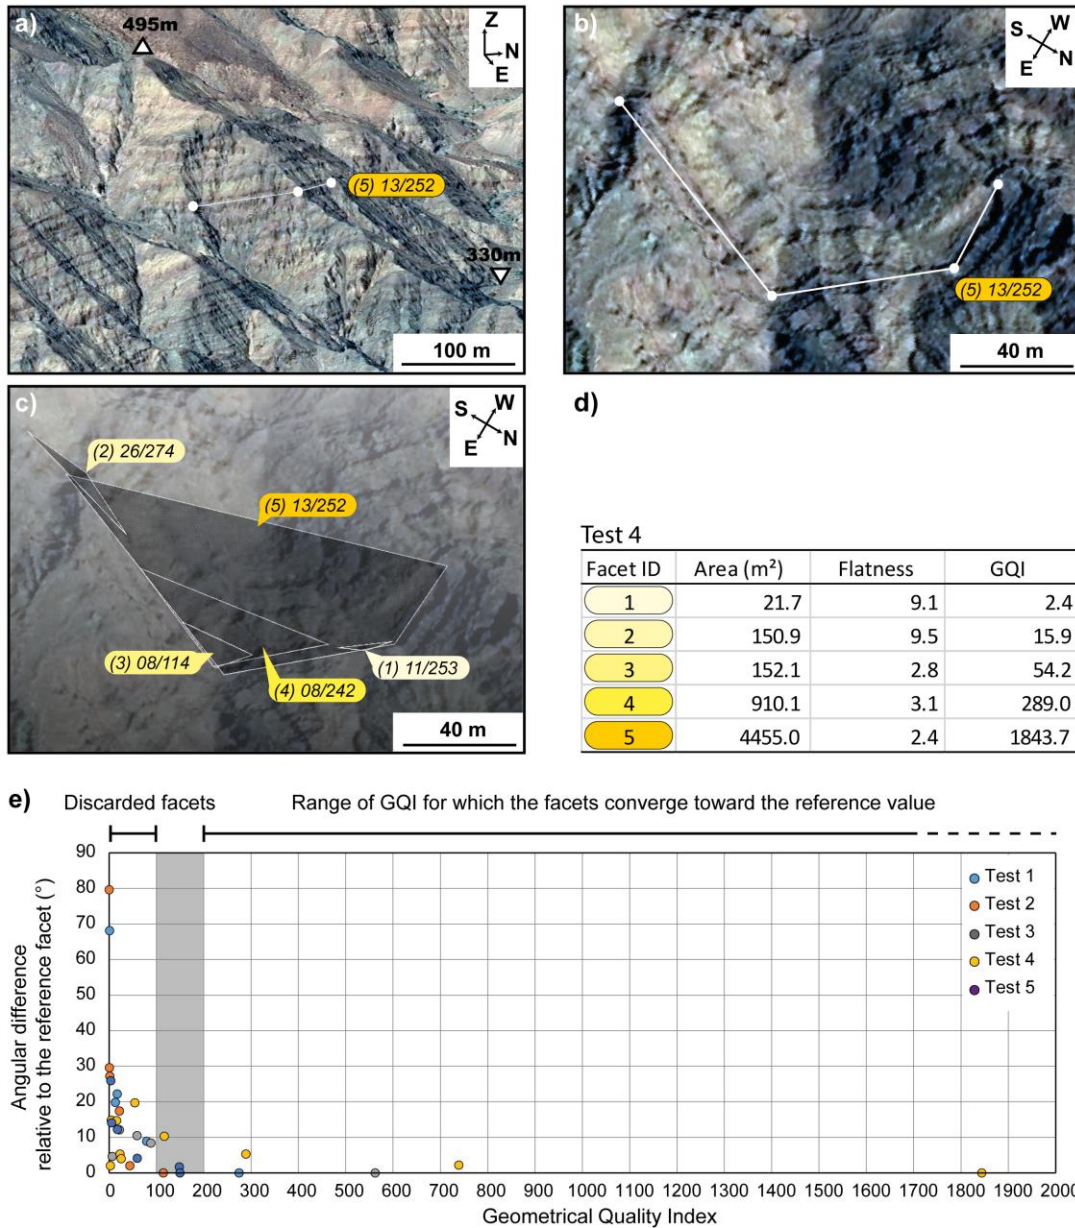 a)
495m
Z
N
E
(5) 13/252
330m
100 m
b)
S
W
E
N
(5) 13/252
40 m
c)
S
W
E
N
(2) 26/274
(5) 13/252
(3) 08/114
(4) 08/242
(1) 11/253
40 m
d)
Test 4
Facet ID Area (m²) Flatness GQI
1 21.7 9.1 2.4
2 150.9 9.5 15.9
3 152.1 2.8 54.2
4 910.1 3.1 289.0
5 4455.0 2.4 1843.7
e)
Discarded facets
Range of GQI for which the facets converge toward the reference value
Angular difference
relative to the reference facet (°)
90
80
70
60
50
40
30
20
10
0
Test 1
Test 2
Test 3
Test 4
Test 5
0 100 200 300 400 500 600 700 800 900 1000 1100 1200 1300 1400 1500 1600 1700 1800 1900 2000
Geometrical Quality Index